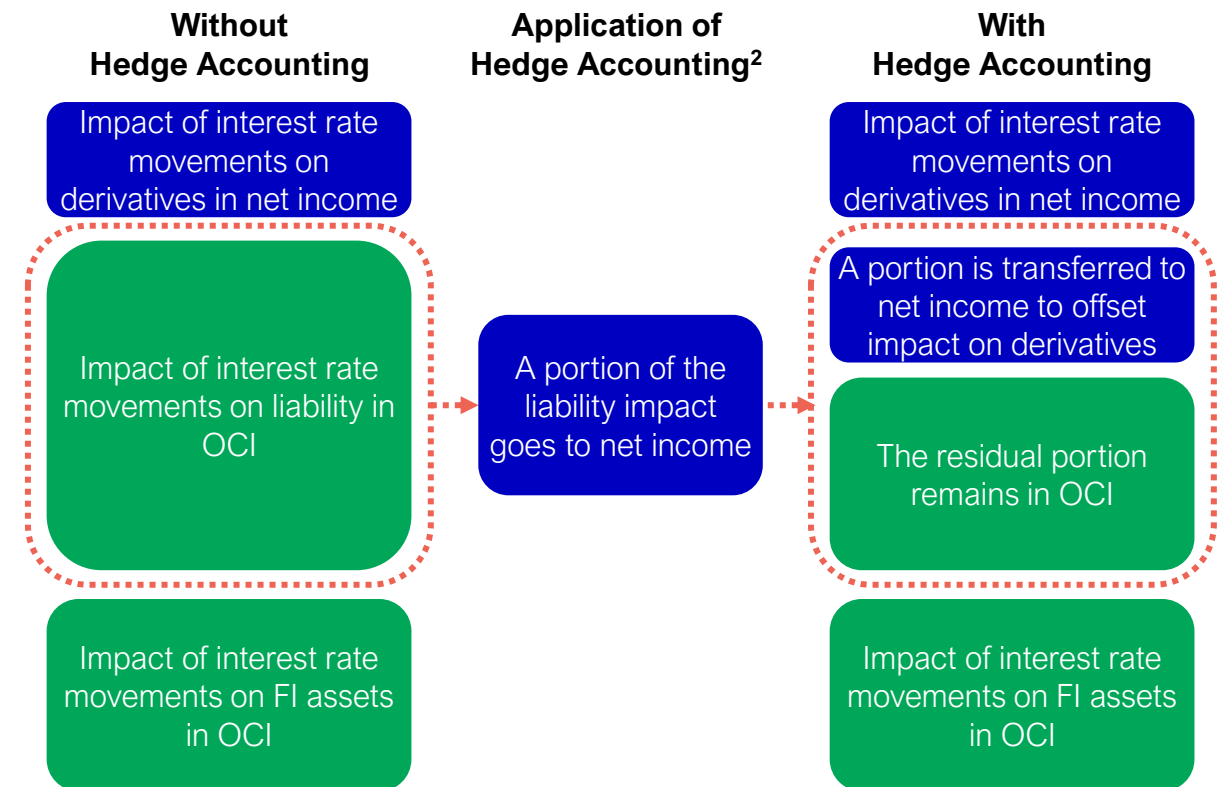 Without
Hedge Accounting
Application of
Hedge Accounting2
With
Hedge Accounting
Impact of interest rate
movements on
derivatives in net income
Impact of interest rate
movements on liability in
OCI
Impact of interest rate
movements on FI assets
in OCI
A portion of the
liability impact
goes to net income
Impact of interest rate
movements on
derivatives in net income
A portion is transferred to
net income to offset
impact on derivatives
The residual portion
remains in OCI
Impact of interest rate
movements on FI assets
in OCI